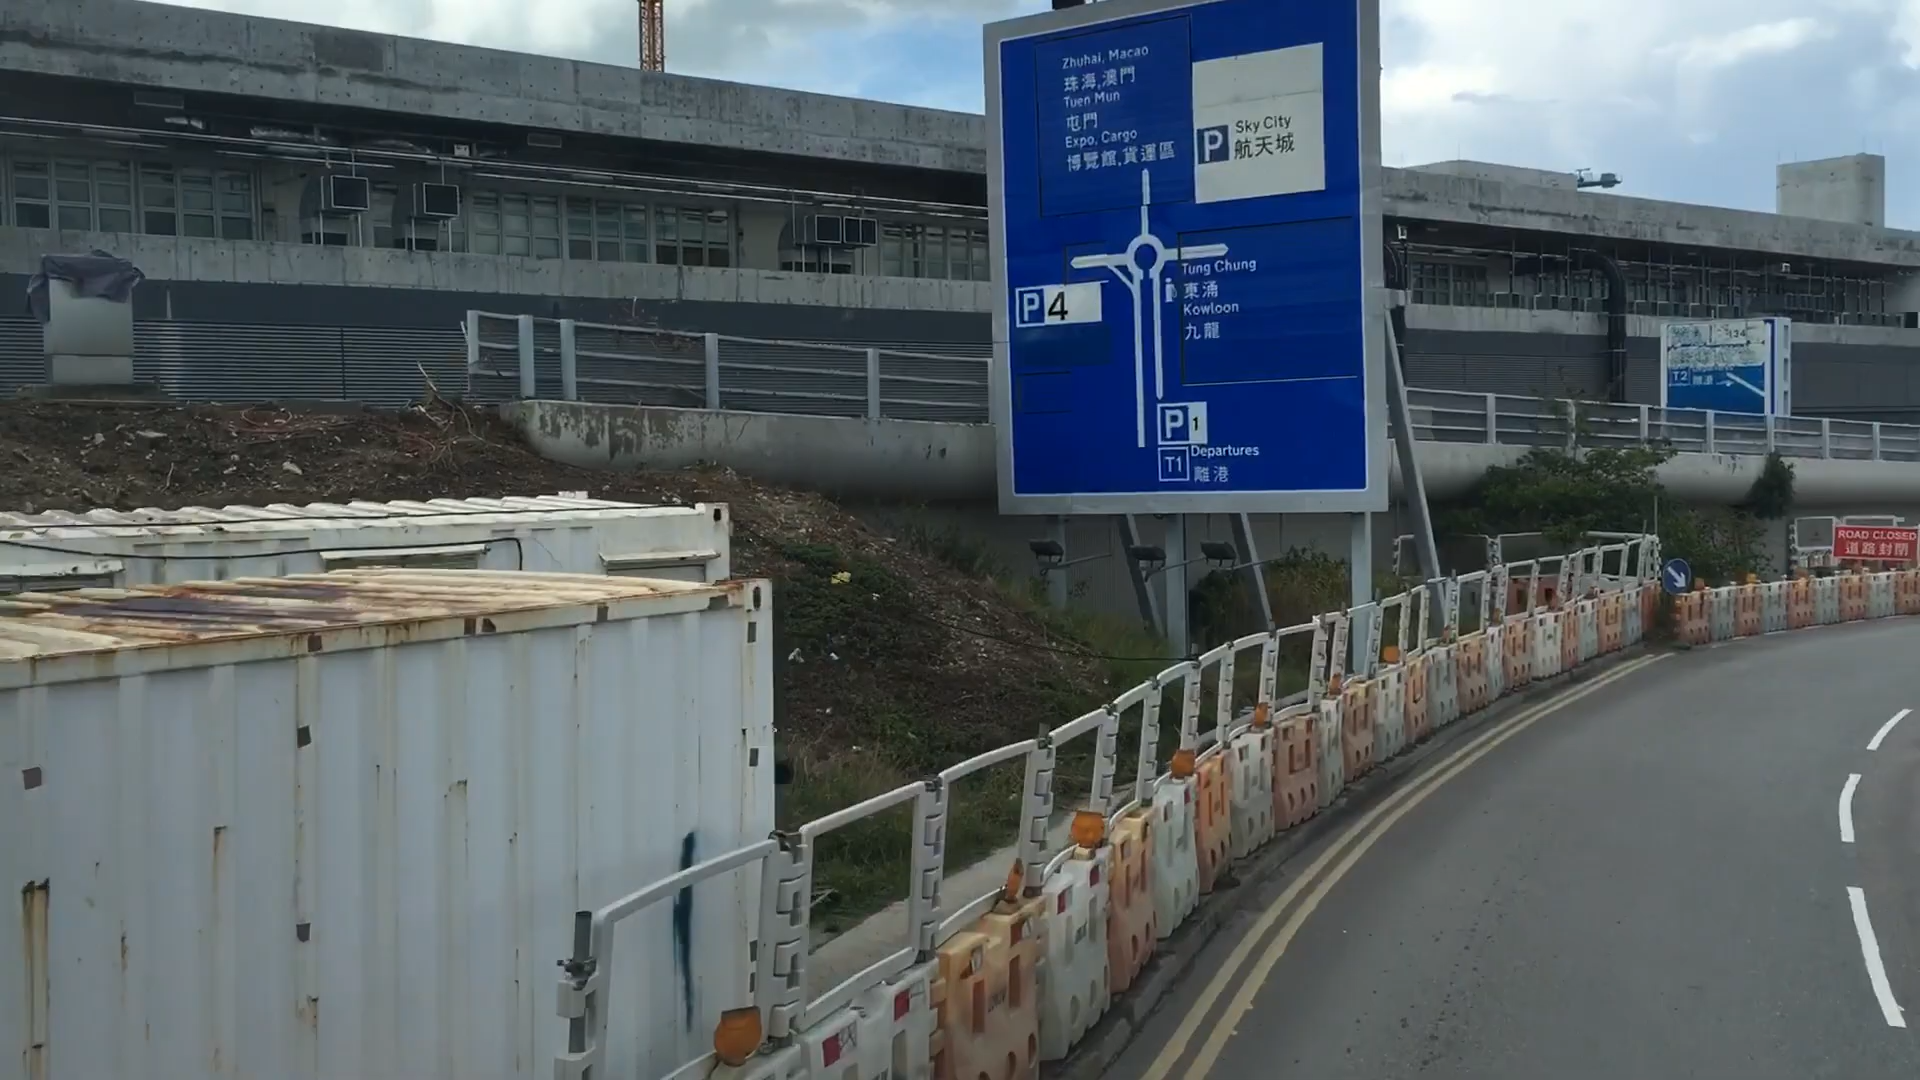 Zhuhai, Macao
珠海,澳門
Tuen Mun
屯門
Expo, Cargo
博覽館,貨運區
P Sky City
航天城
Tung Chung
東涌
Kowloon
九龍
P4
P1
T1 Departures
離港
T2
離港
ROAD CLOSED
道路封閉